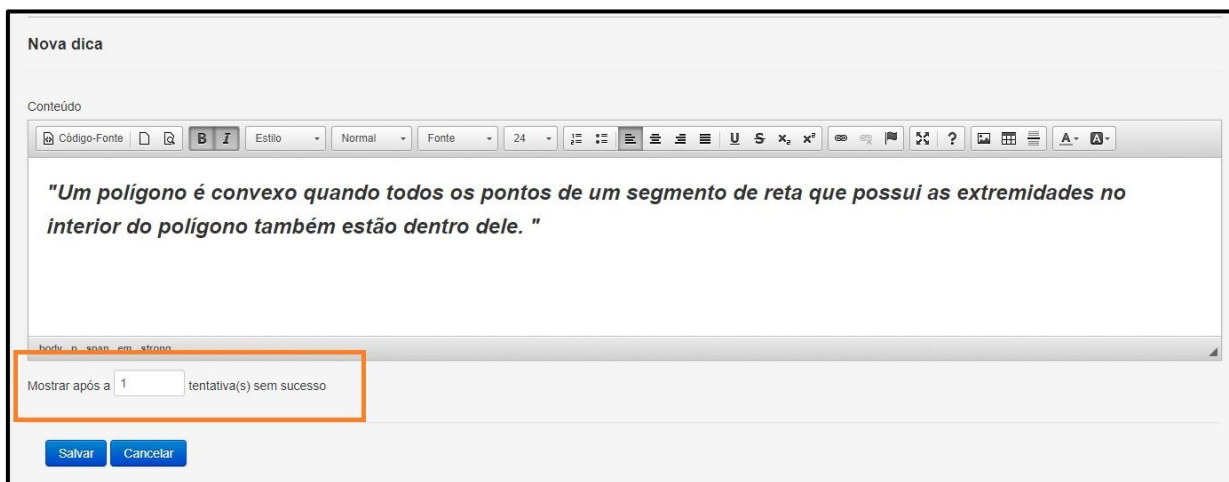 Nova dica
Conteúdo
Código-Fonte B I Estilo Normal Fonte 24 U S x₂ x² ? A A
"Um polígono é convexo quando todos os pontos de um segmento de reta que possui as extremidades no
interior do polígono também estão dentro dele. "
body p span em strong
Mostrar após a 1 tentativa(s) sem sucesso
Salvar Cancelar